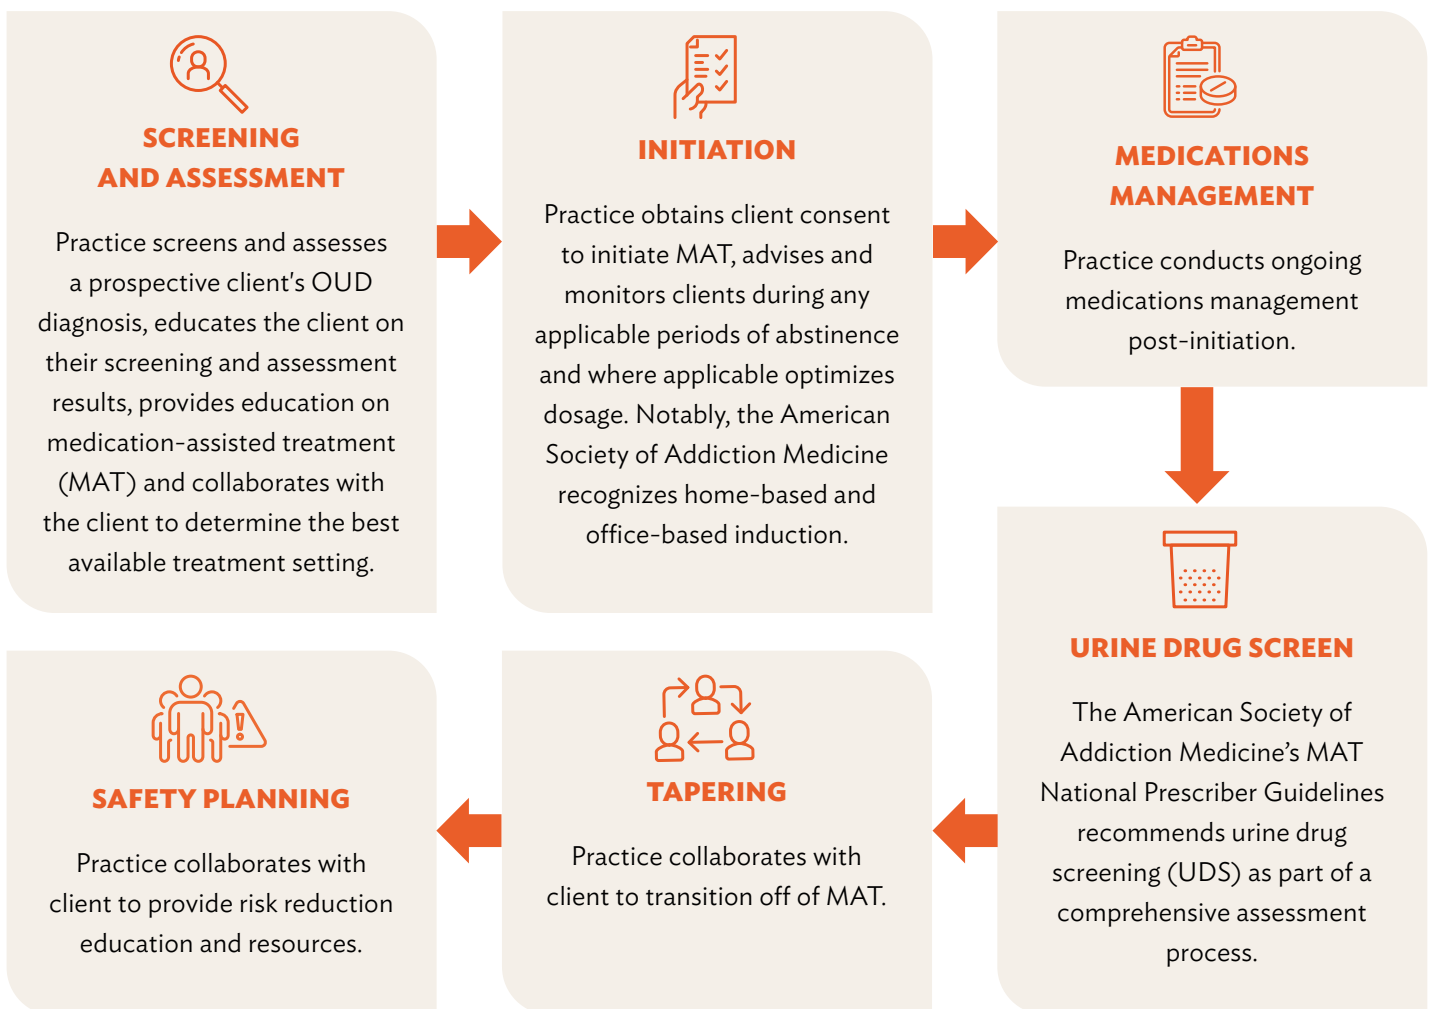 SCREENING
AND ASSESSMENT
Practice screens and assesses
a prospective client's OUD
diagnosis, educates the client on
their screening and assessment
results, provides education on
medication-assisted treatment
(MAT) and collaborates with
the client to determine the best
available treatment setting.
INITIATION
Practice obtains client consent
to initiate MAT, advises and
monitors clients during any
applicable periods of abstinence
and where applicable optimizes
dosage. Notably, the American
Society of Addiction Medicine
recognizes home-based and
office-based induction.
MEDICATIONS
MANAGEMENT
Practice conducts ongoing
medications management
post-initiation.
URINE DRUG SCREEN
The American Society of
Addiction Medicine’s MAT
National Prescriber Guidelines
recommends urine drug
screening (UDS) as part of a
comprehensive assessment
process.
TAPERING
Practice collaborates with
client to transition off of MAT.
SAFETY PLANNING
Practice collaborates with
client to provide risk reduction
education and resources.